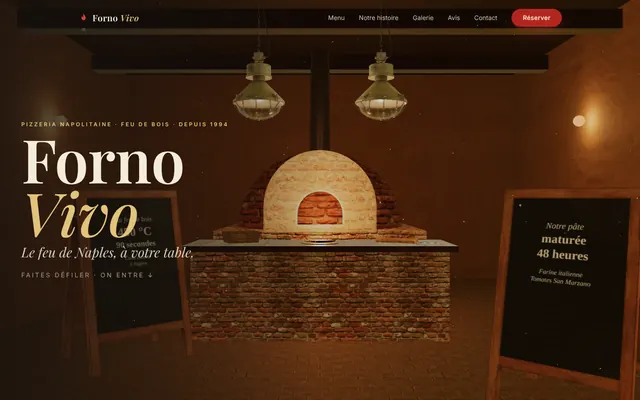 Forno Vivo
Menu
Notre histoire
Galerie
Avis
Contact
Réserver
PIZZERIA NAPOLITAINE · FEU DE BOIS · DEPUIS 1994
Forno
Vivo
90 secondes
Le feu de Naples, à votre table.
FAITES DÉFILER · ON ENTRE ↓
Notre pâte
maturée
48 heures
Farine italienne
Tommes San Marzano